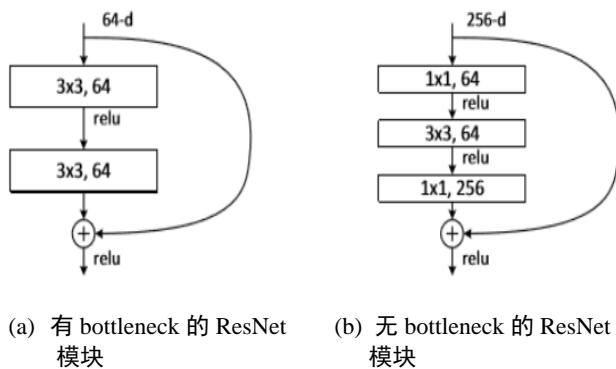 64-d
3x3, 64
relu
3x3, 64
+
relu
256-d
1x1, 64
relu
3x3, 64
relu
1x1, 256
+
relu
(a) 有 bottleneck 的 ResNet
模块
(b) 无 bottleneck 的 ResNet
模块